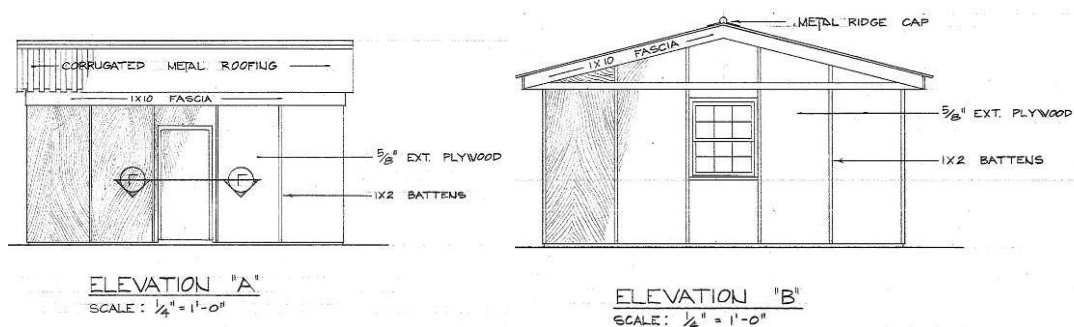 CORRUGATED METAL ROOFING
1X10 FASCIA
5/8" EXT. PLYWOOD
F F
1X2 BATTENS
ELEVATION "A"
SCALE: 1/4" = 1'-0"
METAL RIDGE CAP
1X10 FASCIA
5/8" EXT. PLYWOOD
1X2 BATTENS
ELEVATION "B"
SCALE: 1/4" = 1'-0"